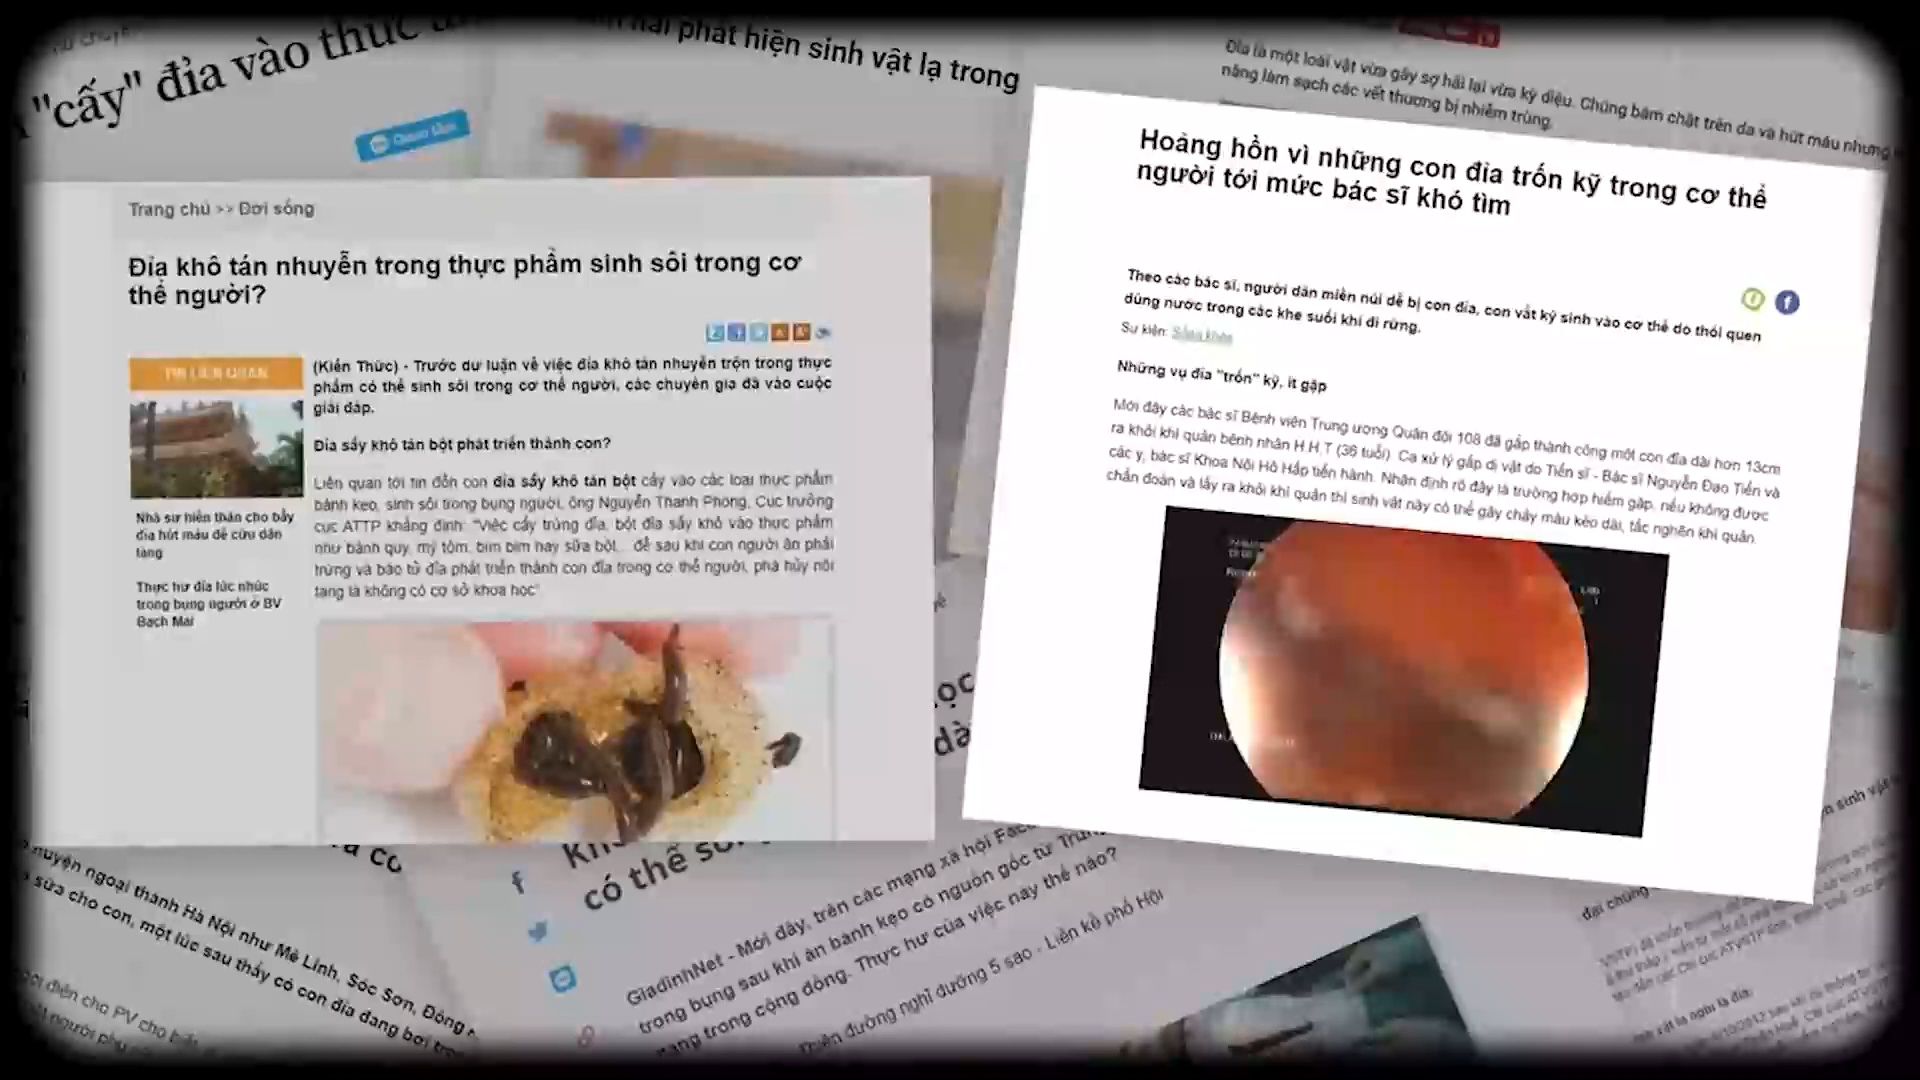 "cấy" đỉa vào thức
phát hiện sinh vật lạ trong
Đỉa là một loài vật vừa gây sợ hãi lại vừa kỳ diệu. Chúng bám chặt trên da và hút máu nhưng
năng làm sạch các vết thương bị nhiễm trùng.
Trang chủ >> Đời sống
Đỉa khô tán nhuyễn trong thực phẩm sinh sôi trong cơ
thể người?
TIN LIÊN QUAN
(Kiến Thức) - Trước dư luận về việc đỉa khô tán nhuyễn trộn trong thực
phẩm có thể sinh sôi trong cơ thể người, các chuyên gia đã vào cuộc
giải đáp.
Đỉa sấy khô tán bột phát triển thành con?
Liên quan tới tin đồn con đỉa sấy khô tán bột cấy vào các loại thực phẩm
bánh kẹo, sinh sôi trong bụng người, ông Nguyễn Thanh Phong, Cục trưởng
cục ATTP khẳng định: "Việc cấy trứng đỉa, bột đỉa sấy khô vào thực phẩm
như bánh quy, mỳ tôm, bim bim hay sữa bột... để sau khi con người ăn phải
trứng và bào tử đỉa phát triển thành con đỉa trong cơ thể người, phá hủy nội
tạng là không có cơ sở khoa học"
Nhà sư hiến thân cho bầy
đỉa hút máu để cứu dân
làng
Thực hư đỉa lúc nhúc
trong bụng người ở BV
Bạch Mai
Hoảng hồn vì những con đỉa trốn kỹ trong cơ thể
người tới mức bác sĩ khó tìm
Theo các bác sĩ, người dân miền núi dễ bị con đỉa, con vắt ký sinh vào cơ thể do thói quen
dùng nước trong các khe suối khi đi rừng.
Sự kiện: Sống khỏe
Những vụ đỉa "trốn" kỹ, ít gặp
Mới đây các bác sĩ Bệnh viện Trung ương Quân đội 108 đã gắp thành công một con đỉa dài hơn 13cm
ra khỏi khí quản bệnh nhân H.H.T (36 tuổi). Ca xử lý gắp dị vật do Tiến sĩ - Bác sĩ Nguyễn Đạo Tiến và
các y, bác sĩ Khoa Nội Hô Hấp tiến hành. Nhận định rõ đây là trường hợp hiếm gặp, nếu không được
chẩn đoán và lấy ra khỏi khí quản thì sinh vật này có thể gây chảy máu kéo dài, tắc nghẽn khí quản.
có thể
huyện ngoại thành Hà Nội như Mê Linh, Sóc Sơn, Đông
sữa cho con, một lúc sau thấy có con đỉa đang bơi
gọi điện cho PV cho biết
GiadinhNet - Mới đây, trên các mạng xã hội
trong bụng sau khi ăn bánh kẹo có nguồn gốc từ
trong cộng đồng. Thực hư của việc này thế nào?
Thiên đường nghỉ dưỡng 5 sao - Liền kề phố Hội
đại chúng